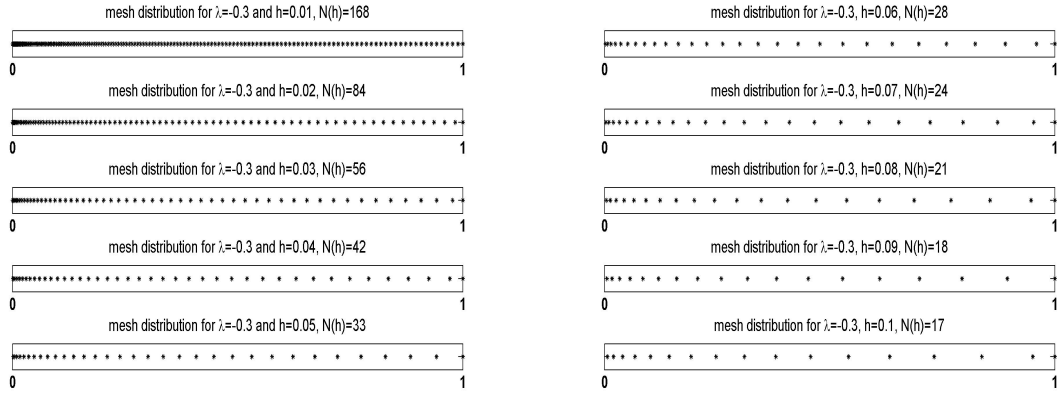 mesh distribution for λ=-0.3 and h=0.01, N(h)=168
0 1
mesh distribution for λ=-0.3 and h=0.02, N(h)=84
0 1
mesh distribution for λ=-0.3 and h=0.03, N(h)=56
0 1
mesh distribution for λ=-0.3 and h=0.04, N(h)=42
0 1
mesh distribution for λ=-0.3 and h=0.05, N(h)=33
0 1
mesh distribution for λ=-0.3, h=0.06, N(h)=28
0 1
mesh distribution for λ=-0.3, h=0.07, N(h)=24
0 1
mesh distribution for λ=-0.3, h=0.08, N(h)=21
0 1
mesh distribution for λ=-0.3, h=0.09, N(h)=18
0 1
mesh distribution for λ=-0.3, h=0.1, N(h)=17
0 1